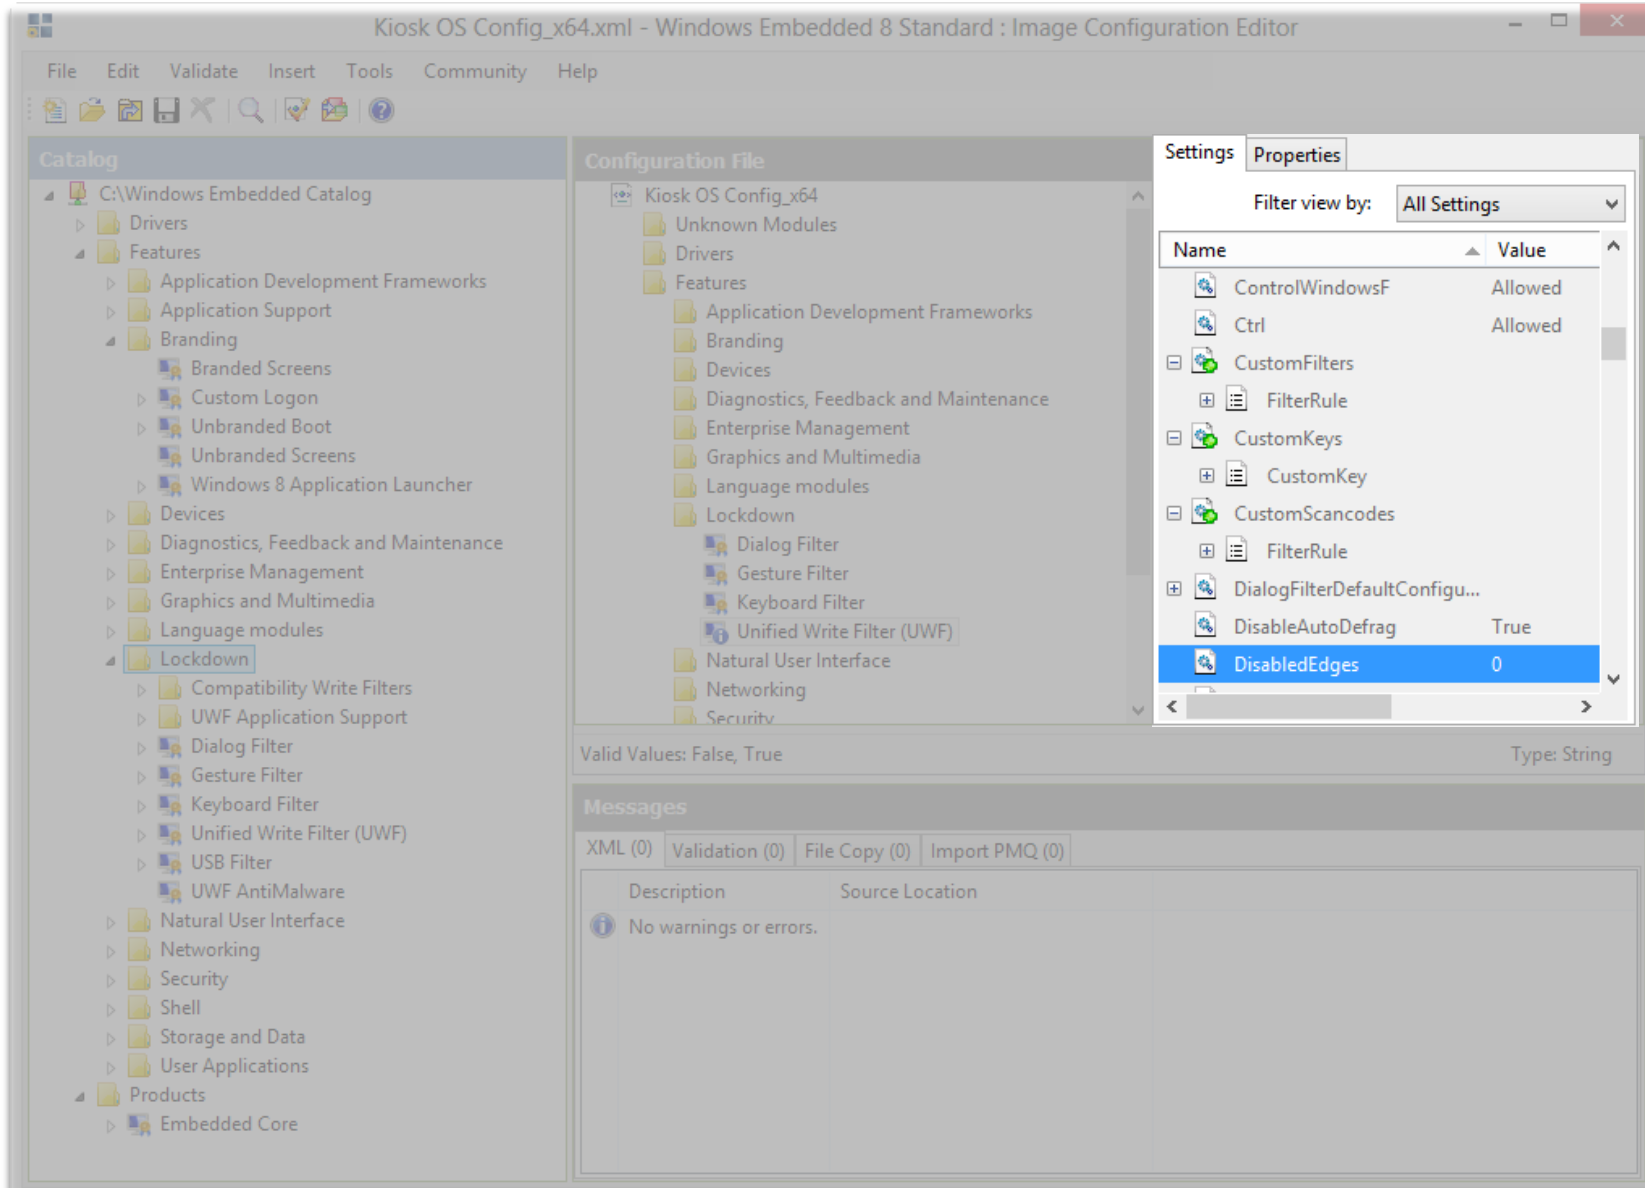 Kiosk OS Config_x64.xml - Windows Embedded 8 Standard : Image Configuration Editor
File Edit Validate Insert Tools Community Help
Catalog
C:\Windows Embedded Catalog
Drivers
Features
Application Development Frameworks
Application Support
Branding
Branded Screens
Custom Logon
Unbranded Boot
Unbranded Screens
Windows 8 Application Launcher
Devices
Diagnostics, Feedback and Maintenance
Enterprise Management
Graphics and Multimedia
Language modules
Lockdown
Compatibility Write Filters
UWF Application Support
Dialog Filter
Gesture Filter
Keyboard Filter
Unified Write Filter (UWF)
USB Filter
UWF AntiMalware
Natural User Interface
Networking
Security
Shell
Storage and Data
User Applications
Products
Embedded Core
Configuration File
Kiosk OS Config_x64
Unknown Modules
Drivers
Features
Application Development Frameworks
Branding
Devices
Diagnostics, Feedback and Maintenance
Enterprise Management
Graphics and Multimedia
Language modules
Lockdown
Dialog Filter
Gesture Filter
Keyboard Filter
Unified Write Filter (UWF)
Natural User Interface
Networking
Security
Settings Properties
Filter view by: All Settings
Name Value
ControlWindowsF Allowed
Ctrl Allowed
CustomFilters
FilterRule
CustomKeys
CustomKey
CustomScancodes
FilterRule
DialogFilterDefaultConfigu...
DisableAutoDefrag True
DisabledEdges 0
Valid Values: False, True Type: String
Messages
XML (0) Validation (0) File Copy (0) Import PMQ (0)
Description Source Location
No warnings or errors.